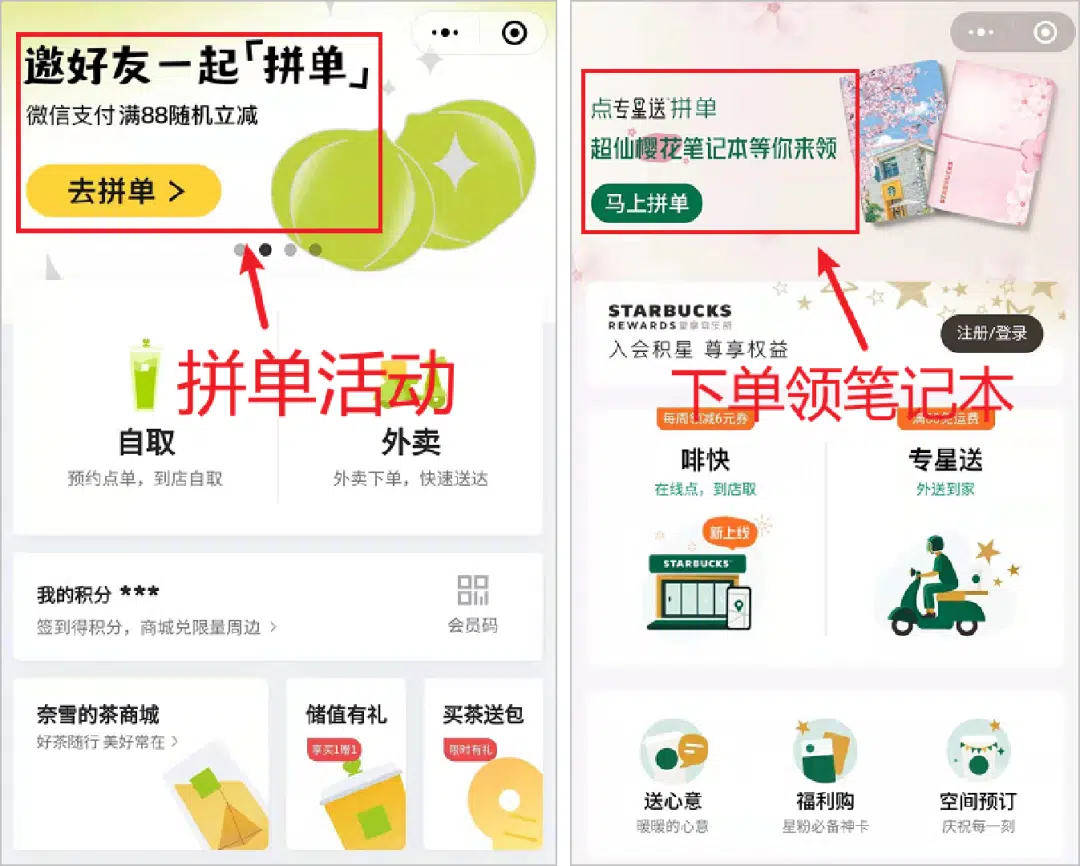 邀好友一起「拼单」
微信支付满88随机立减
去拼单 >
拼单活动
自取
预约点单，到店自取
外卖
外卖下单，快速送达
我的积分 ***
签到得积分，商城兑限量周边 >
会员码
奈雪的茶商城
好茶随行 美好常在 >
储值有礼
享买1赠1
买茶送包
限时有礼
点专星送 拼单
超仙樱花笔记本等你来领
马上拼单
STARBUCKS
STARBUCKS
REWARDS 星享俱乐部
入会积星 尊享权益
注册/登录
下单领笔记本
每周领减6元券
啡快
在线点，到店取
新上线
STARBUCKS
专星送
外送到家
送心意
暖暖的心意
福利购
星粉必备神卡
空间预订
庆祝每一刻